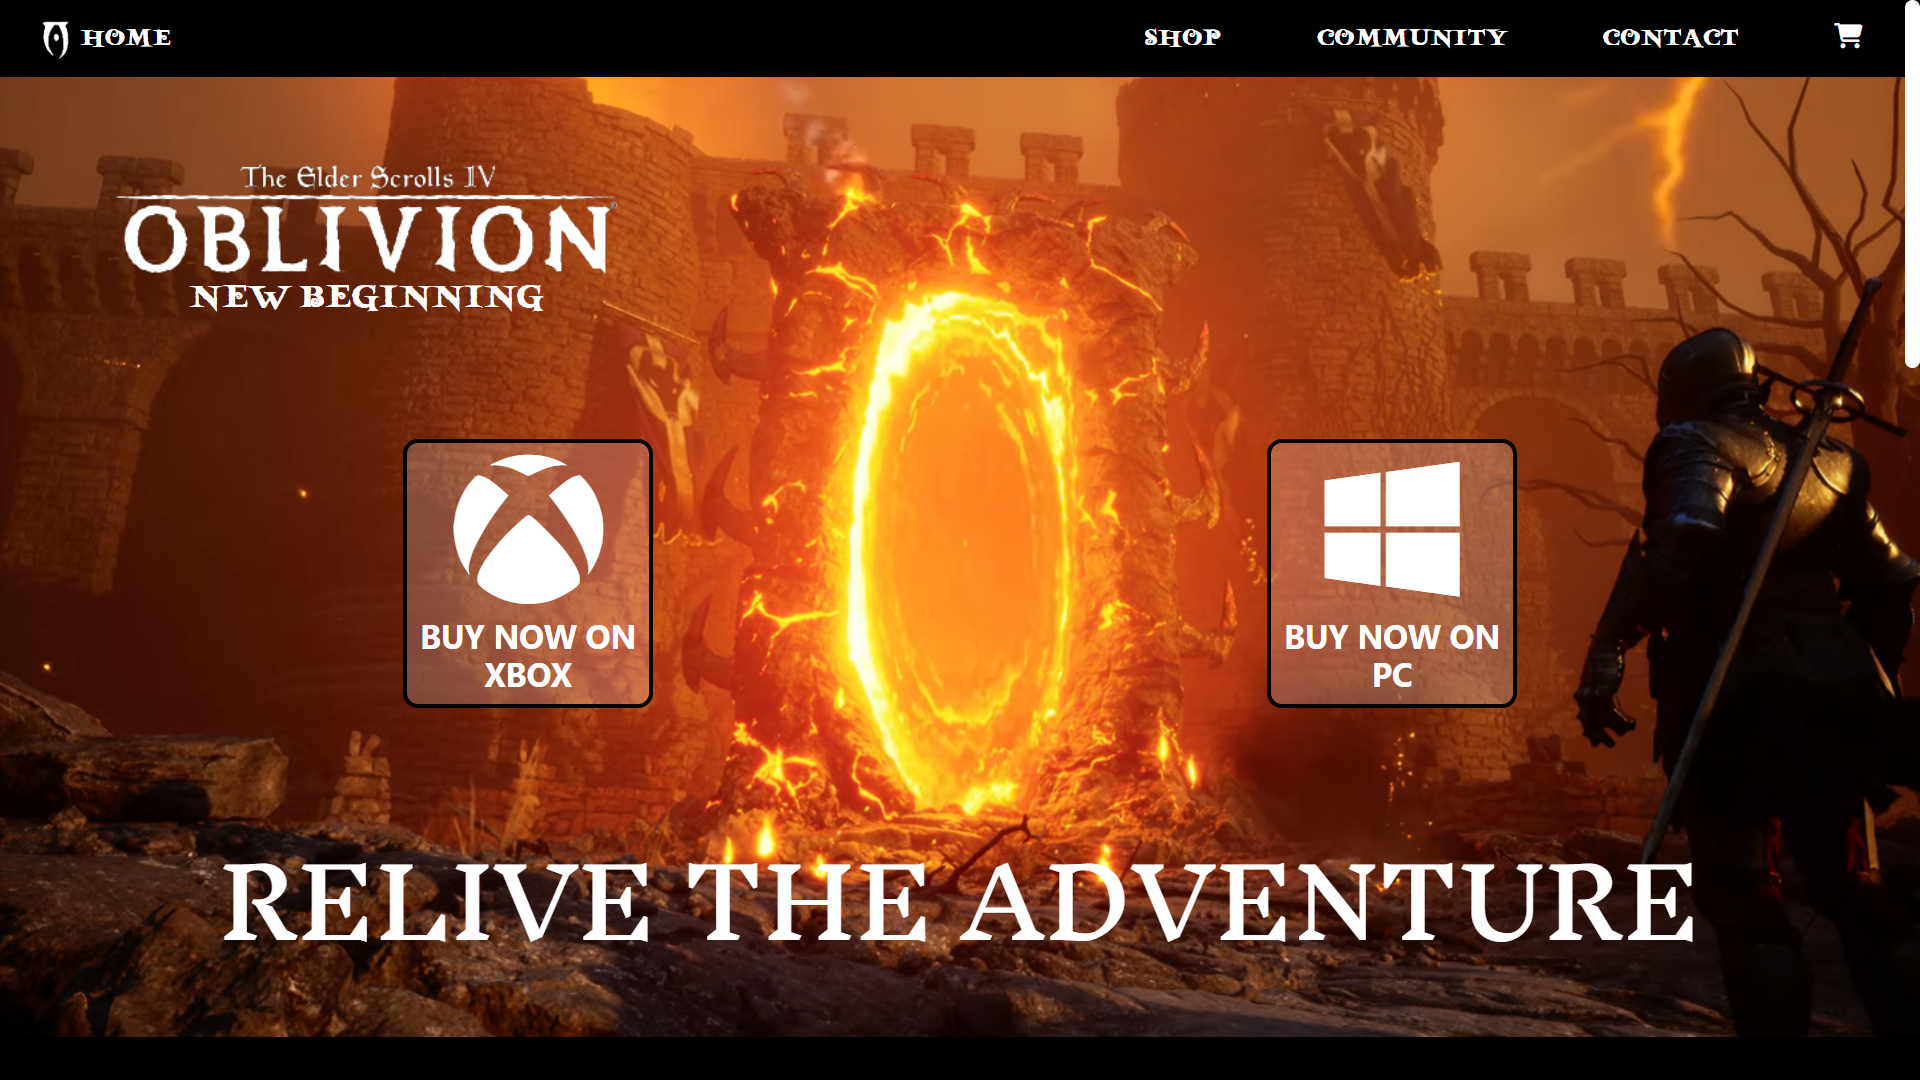 HOME
SHOP
COMMUNITY
CONTACT
The Elder Scrolls IV
OBLIVION
NEW BEGINNING
BUY NOW ON
XBOX
BUY NOW ON
PC
RELIVE THE ADVENTURE